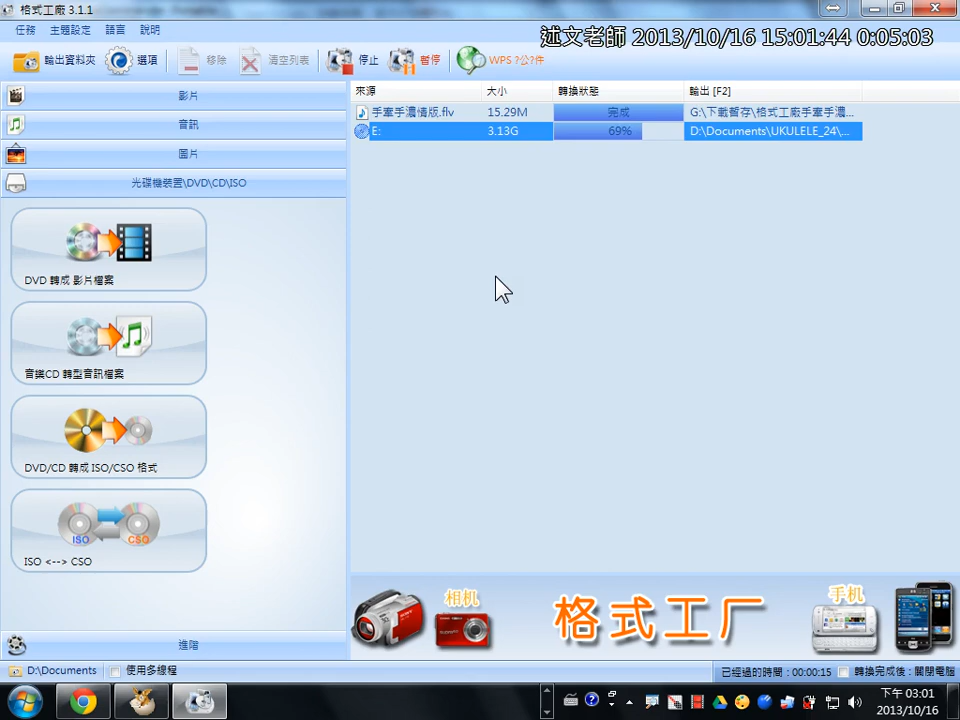 格式工廠 3.1.1
任務 主題設定 語言 說明
述文老師 2013/10/16 15:01:44 0:05:03
輸出資料夾 選項 移除 清空列表 停止 暫停 WPS ?公?件
影片
音訊
圖片
光碟機裝置\DVD\CD\ISO
DVD 轉成 影片檔案
音樂CD 轉型音訊檔案
DVD/CD 轉成 ISO/CSO 格式
ISO CSO
ISO <--> CSO
進階
來源 大小 轉換狀態 輸出 [F2]
手牽手濃情版.flv 15.29M 完成 G:\下載暫存\格式工廠手牽手濃...
E: 3.13G 69% D:\Documents\UKULELE_24\...
相机 格式工厂 手机
D:\Documents 使用多線程 已經過的時間 : 00:00:15 轉換完成後 : 關閉電腦
下午 03:01
2013/10/16